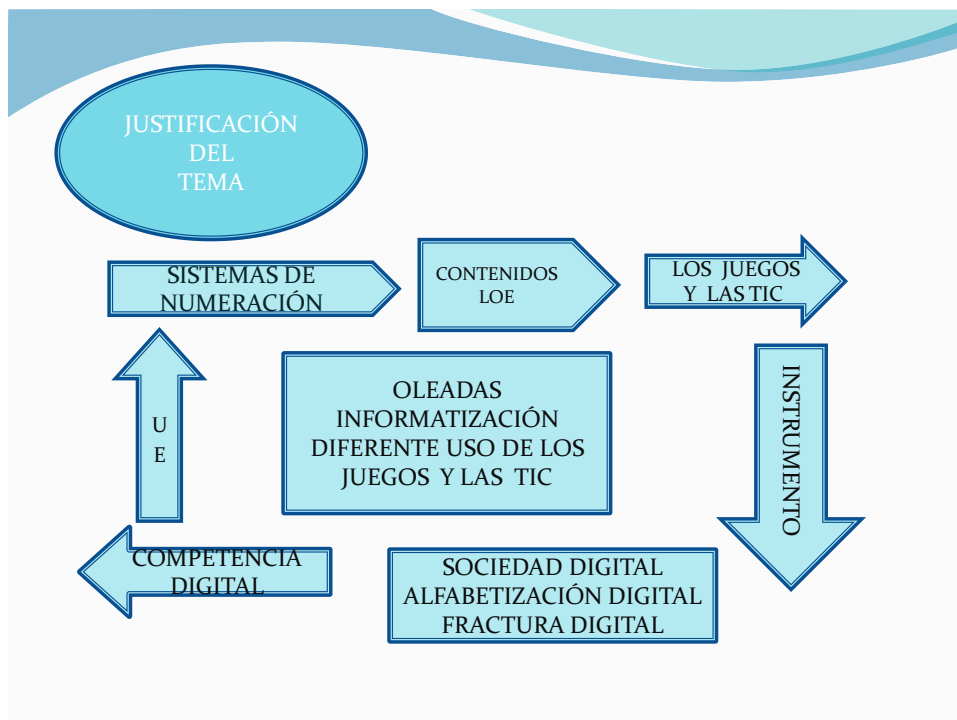 JUSTIFICACIÓN
DEL
TEMA
SISTEMAS DE
NUMERACIÓN
CONTENIDOS
LOE
LOS JUEGOS
Y LAS TIC
U
E
OLEADAS
INFORMATIZACIÓN
DIFERENTE USO DE LOS
JUEGOS Y LAS TIC
INSTRUMENTO
COMPETENCIA
DIGITAL
SOCIEDAD DIGITAL
ALFABETIZACIÓN DIGITAL
FRACTURA DIGITAL